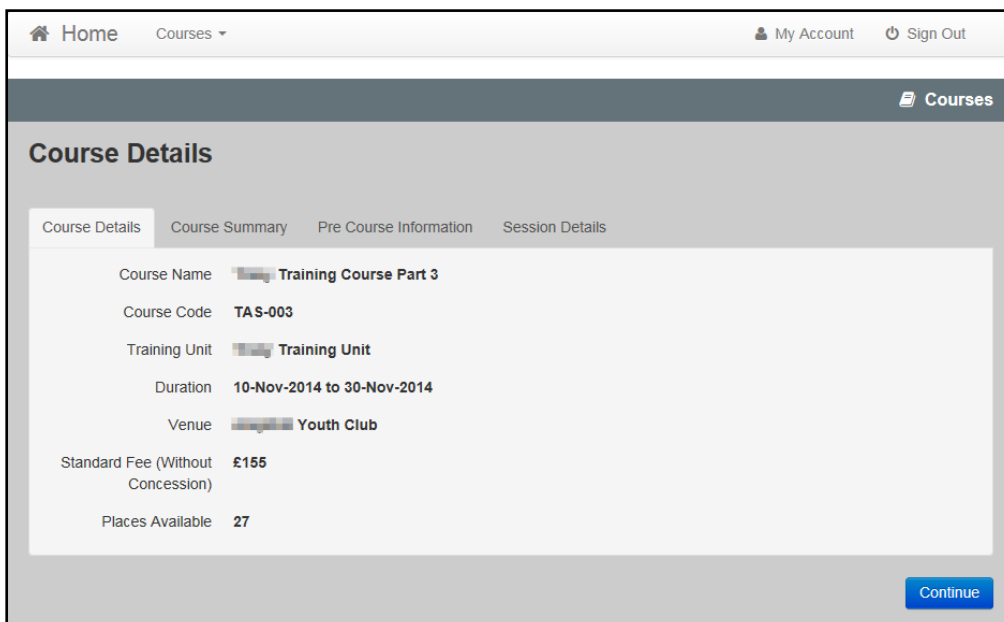 Home Courses My Account Sign Out
Courses
Course Details
Course Details Course Summary Pre Course Information Session Details
Course Name Training Course Part 3
Course Code TAS-003
Training Unit Training Unit
Duration 10-Nov-2014 to 30-Nov-2014
Venue Youth Club
Standard Fee (Without £155
Concession)
Places Available 27
Continue